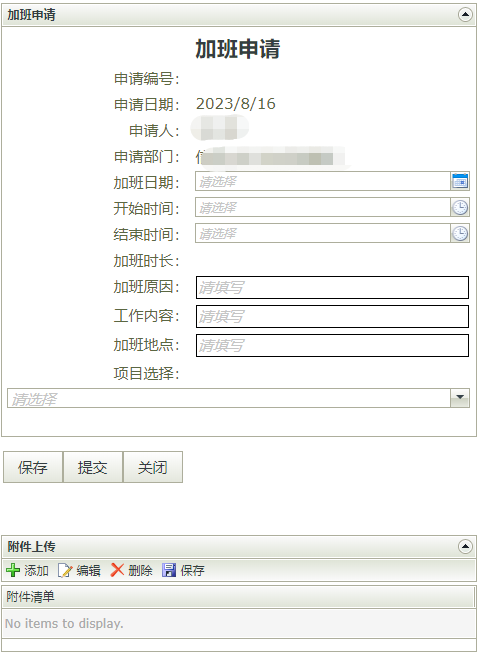 加班申请
加班申请
申请编号:
申请日期: 2023/8/16
申请人:
申请部门:
加班日期: 请选择
开始时间: 请选择
结束时间: 请选择
加班时长:
加班原因: 请填写
工作内容: 请填写
加班地点: 请填写
项目选择:
请选择
保存 提交 关闭
附件上传
添加 编辑 删除 保存
附件清单
No items to display.